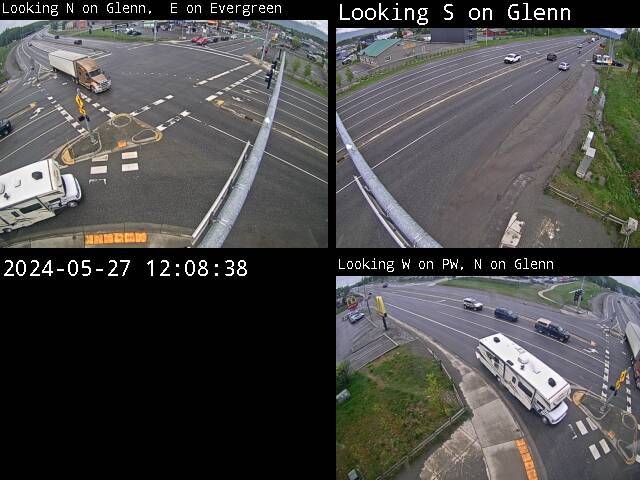 Looking N on Glenn,  E on Evergreen
Looking S on Glenn
2024-05-27 12:08:38
Looking W on PW, N on Glenn